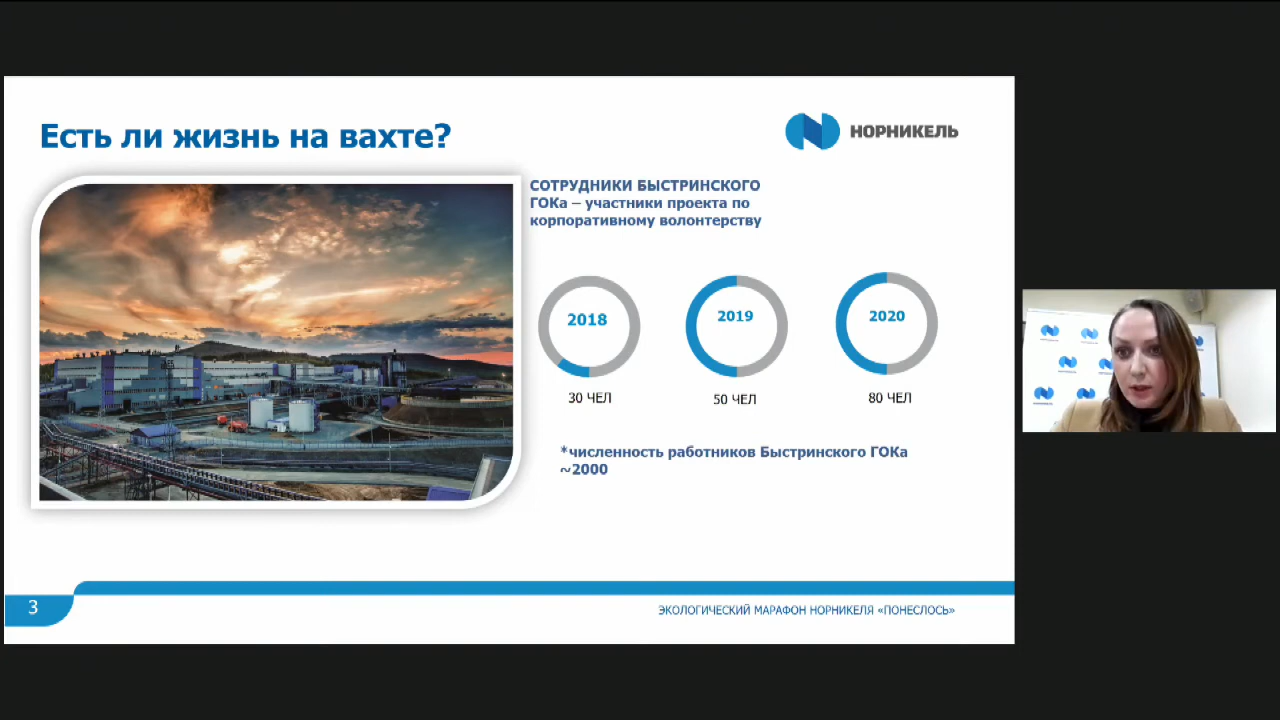 Есть ли жизнь на вахте?
НОРНИКЕЛЬ
СОТРУДНИКИ БЫСТРИНСКОГО
ГОКа – участники проекта по
корпоративному волонтерству
2018
2019
2020
30 ЧЕЛ
50 ЧЕЛ
80 ЧЕЛ
*численность работников Быстринского ГОКа
~2000
3
ЭКОЛОГИЧЕСКИЙ МАРАФОН НОРНИКЕЛЯ «ПОНЕСЛОСЬ»